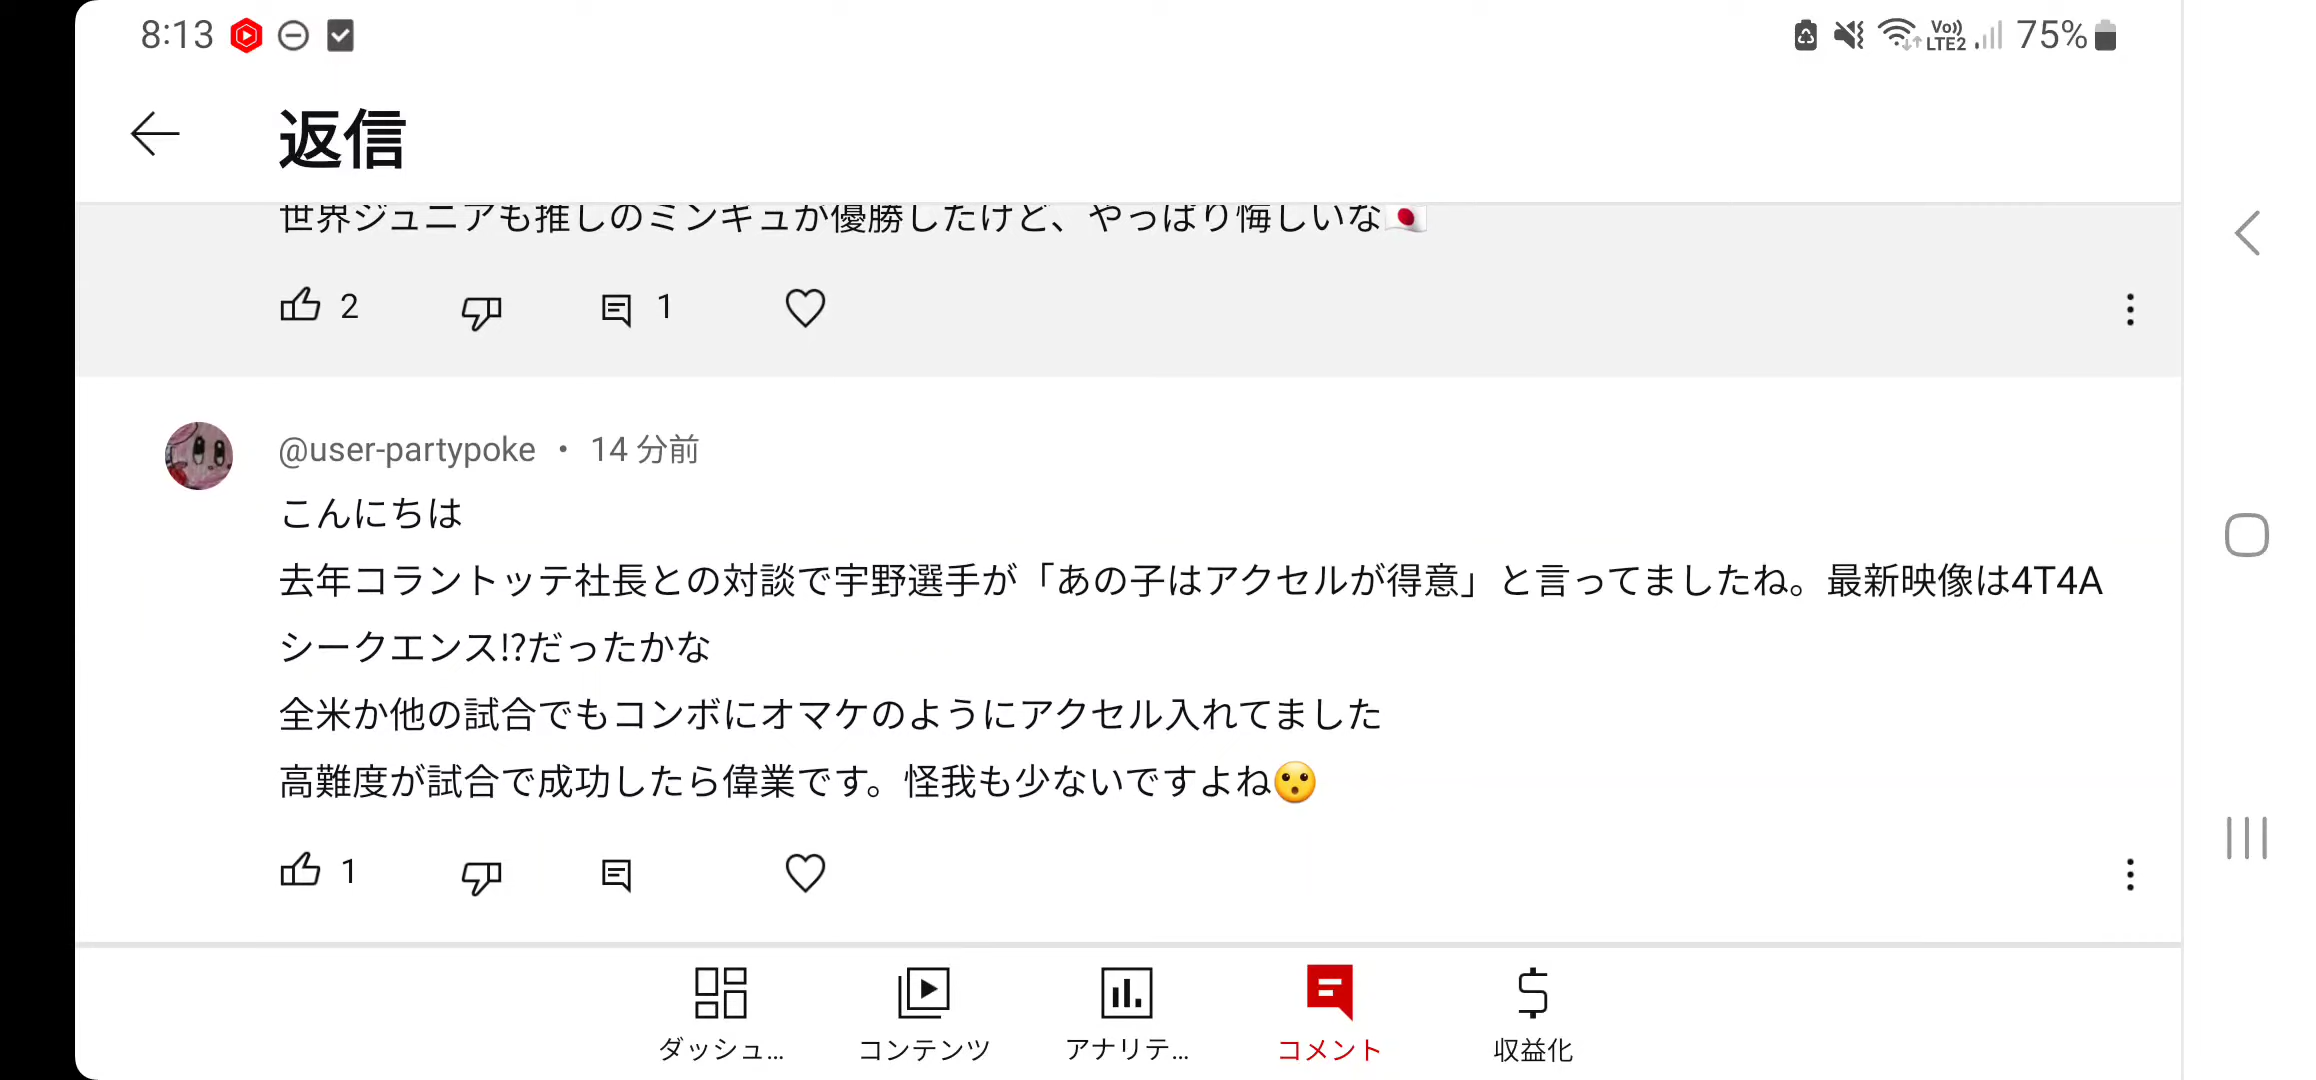 8:13
Vo)) LTE2 75%
返信
世界ジュニアも推しのミンキュが優勝したけど、やっぱり悔しいな🇯🇵
2 1
@user-partypoke • 14 分前
こんにちは
去年コラントッテ社長との対談で宇野選手が「あの子はアクセルが得意」と言ってましたね。最新映像は4T4A
シークエンス!?だったかな
全米か他の試合でもコンボにオマケのようにアクセル入れてました
高難度が試合で成功したら偉業です。怪我も少ないですよね😮
1
ダッシュ... コンテンツ アナリテ... コメント 収益化